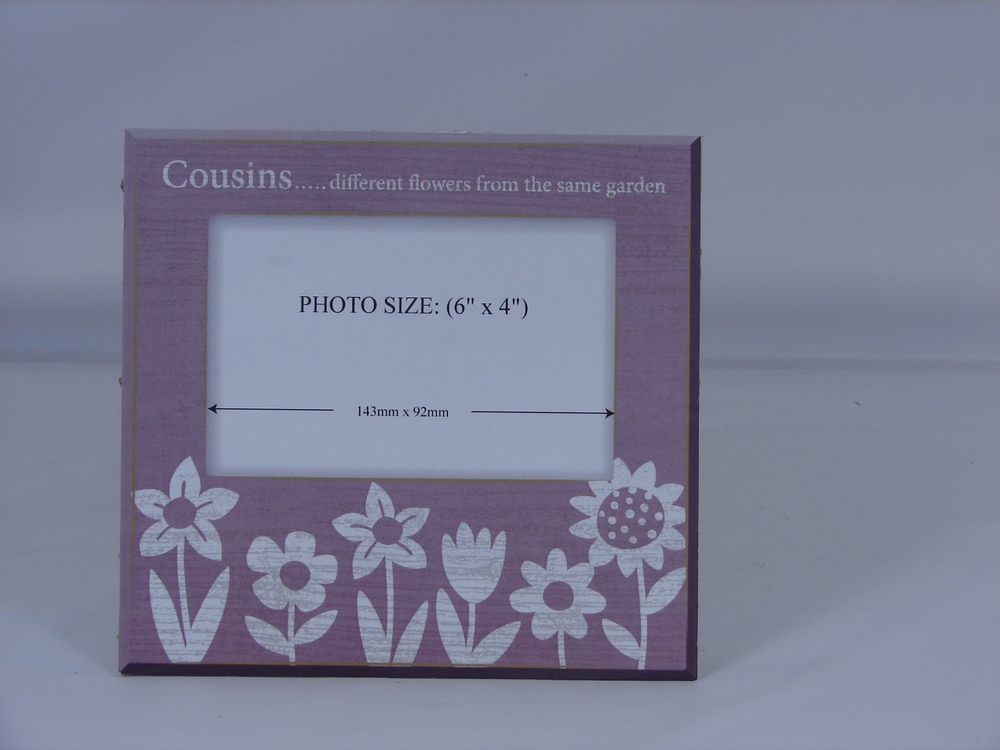 Cousins.....different flowers from the same garden
PHOTO SIZE: (6" x 4")
143mm x 92mm